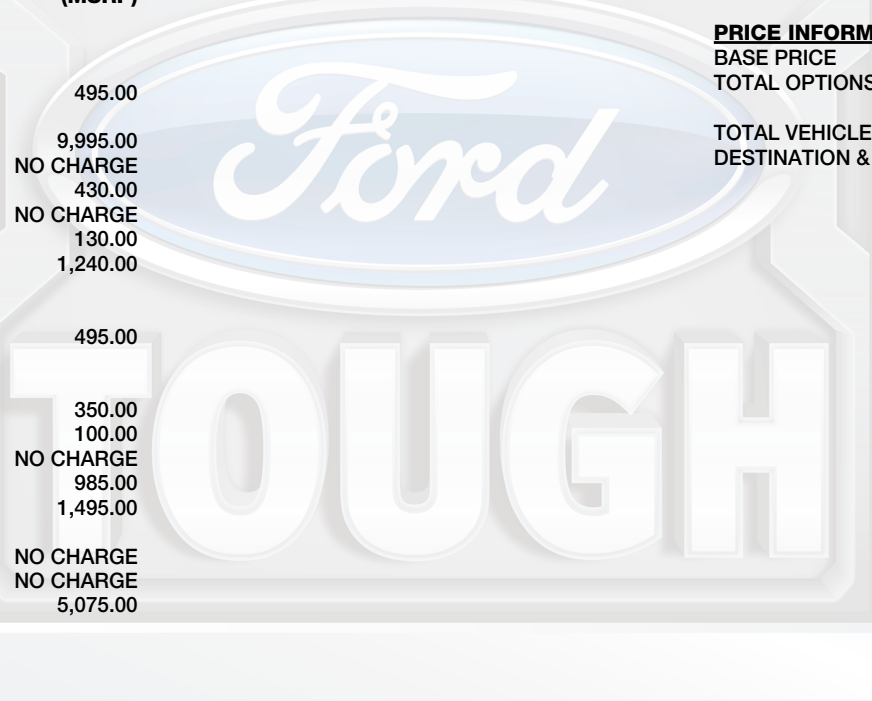 (MSRP)
495.00
9,995.00
NO CHARGE
430.00
NO CHARGE
130.00
1,240.00
495.00
350.00
100.00
NO CHARGE
985.00
1,495.00
NO CHARGE
NO CHARGE
5,075.00
PRICE INFORM
BASE PRICE
TOTAL OPTIONS
TOTAL VEHICLE
DESTINATION &
Ford
TOUGH